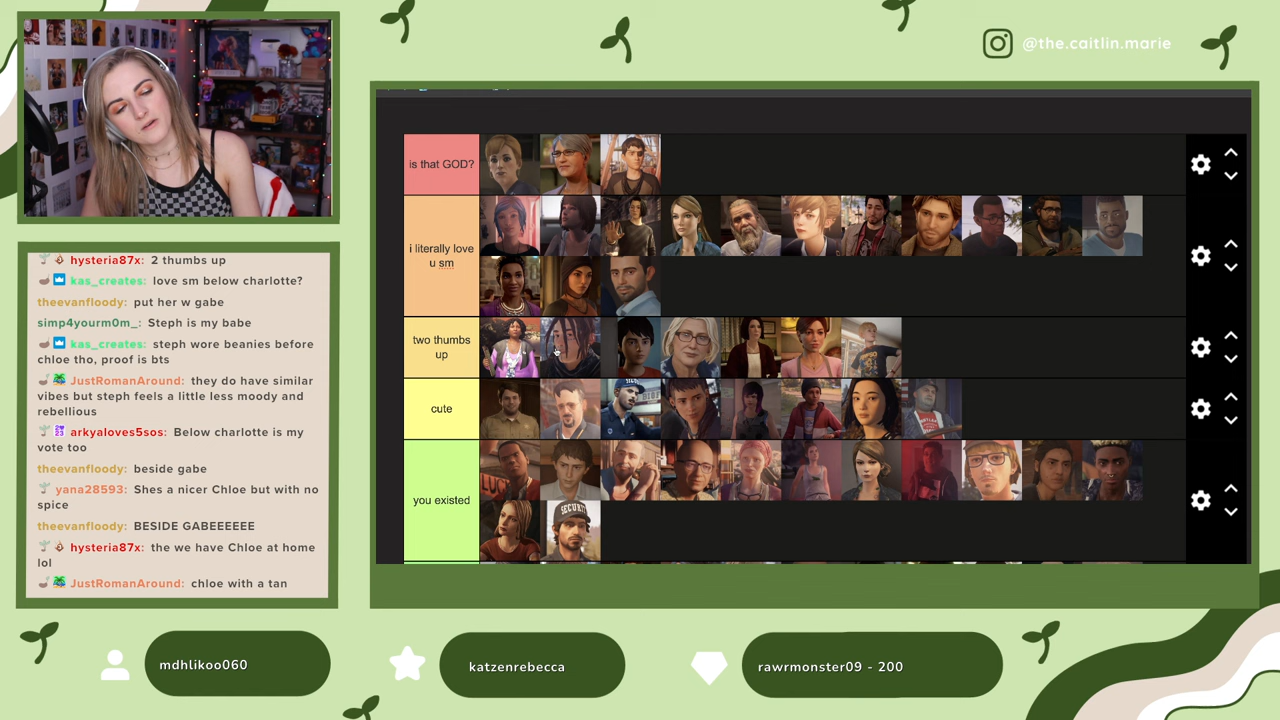 @the.caitlin.marie
hysteria87x: 2 thumbs up
kas_creates: love sm below charlotte?
theevanfloody: put her w gabe
simp4yourm0m_: Steph is my babe
kas_creates: steph wore beanies before
chloe tho, proof is bts
JustRomanAround: they do have similar
vibes but steph feels a little less moody and
rebellious
arkyaloves5sos: Below charlotte is my
vote too
theevanfloody: beside gabe
yana28593: Shes a nicer Chloe but with no
spice
theevanfloody: BESIDE GABEEEEEE
hysteria87x: the we have Chloe at home
lol
JustRomanAround: chloe with a tan
is that GOD?
i literally love
u sm
two thumbs
up
cute
you existed
LUCY
SECURITY
mdhlikoo060
katzenrebecca
rawrmonster09 - 200